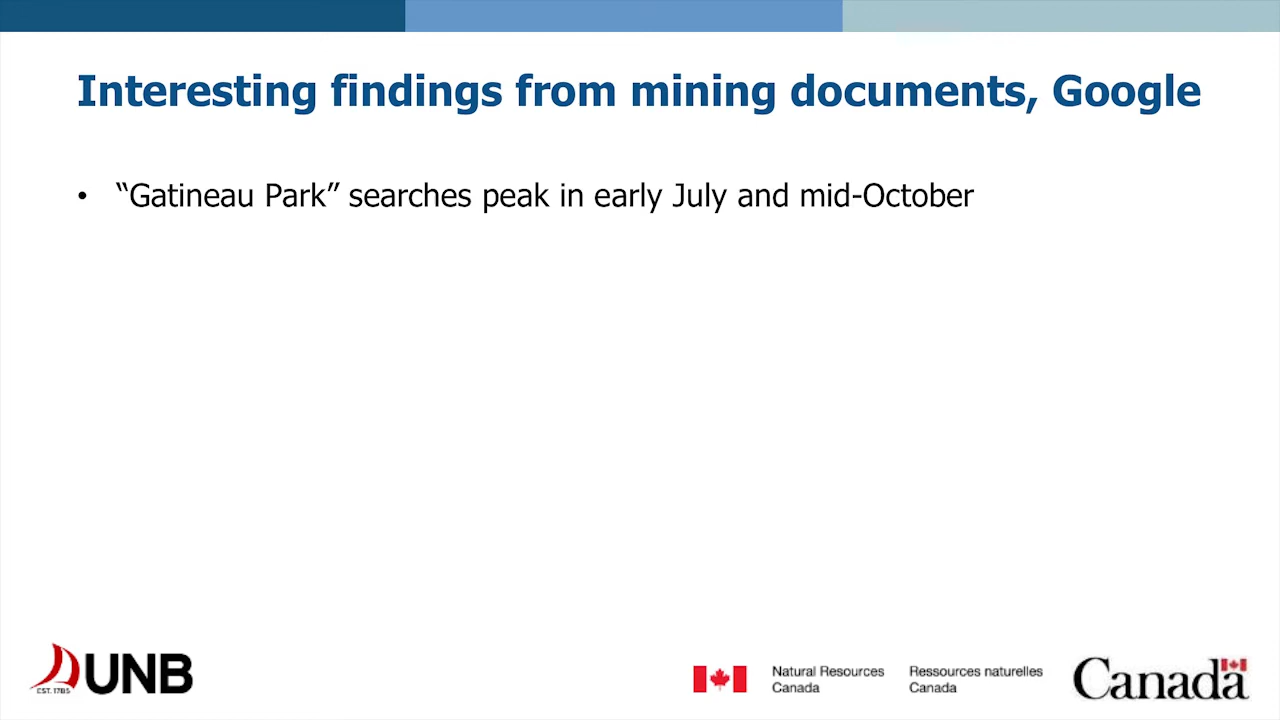 Interesting findings from mining documents, Google
• “Gatineau Park” searches peak in early July and mid-October
EST. 1785 UNB
Natural Resources Canada
Ressources naturelles Canada
Canada